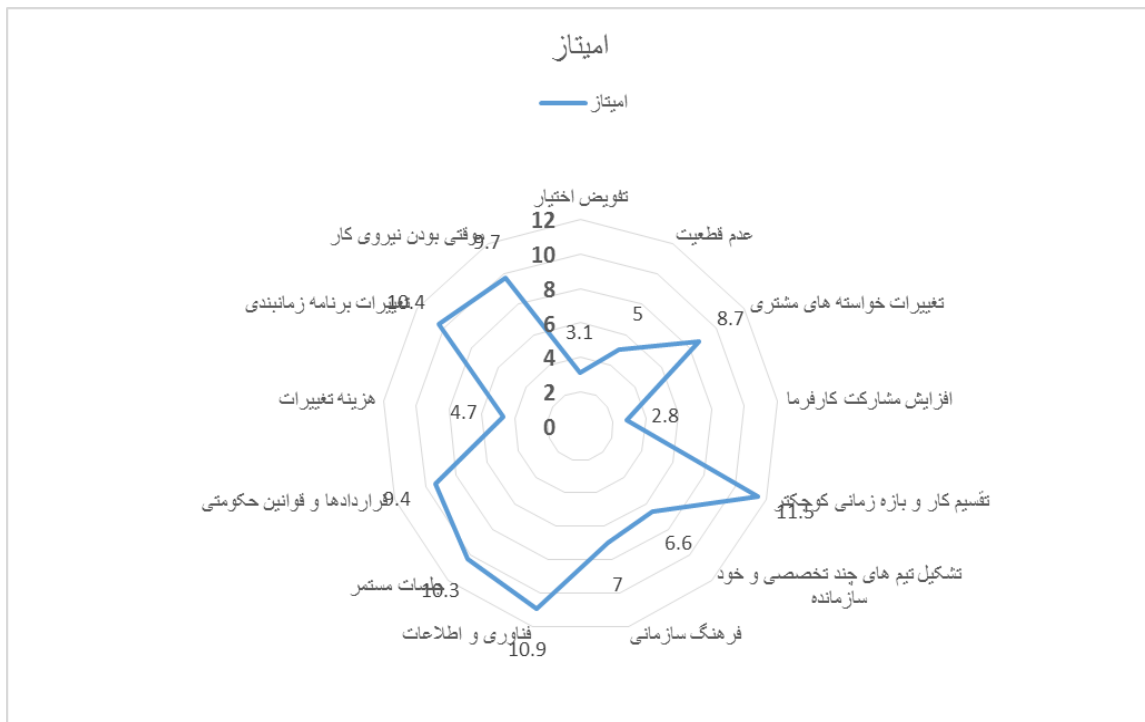 امیتاز
امیتاز
تفویض اختیار
عدم قطعیت
تغییرات خواسته های مشتری
افزایش مشارکت کارفرما
تقسیم کار و بازه زمانی کوچکتر
تشکیل تیم های چند تخصصی و خود
سازمانده
فرهنگ سازمانی
فناوری و اطلاعات
جلسات مستمر
قراردادها و قوانین حکومتی
هزینه تغییرات
تغییرات برنامه زمانبندی
موقتی بودن نیروی کار
12
10
8
6
4
2
0
3.1
5
8.7
2.8
11.5
6.6
7
10.9
10.3
9.4
4.7
10.4
9.7